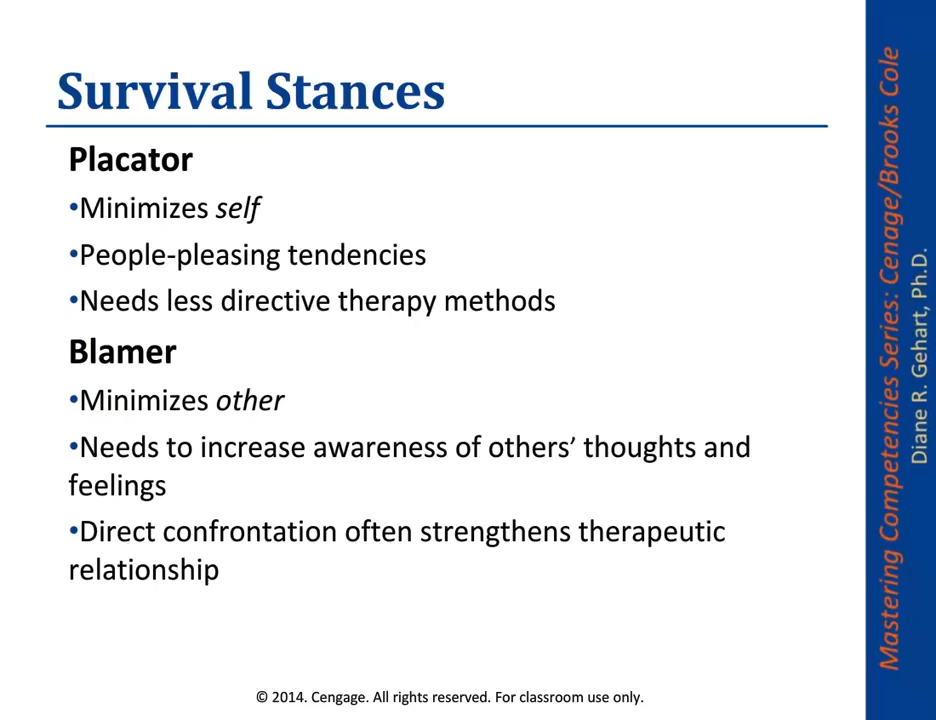 Survival Stances
Placator
•Minimizes self
•People-pleasing tendencies
•Needs less directive therapy methods
Blamer
•Minimizes other
•Needs to increase awareness of others’ thoughts and
feelings
•Direct confrontation often strengthens therapeutic
relationship
© 2014. Cengage. All rights reserved. For classroom use only.
Mastering Competencies Series: Cenage/Brooks Cole
Diane R. Gehart, Ph.D.